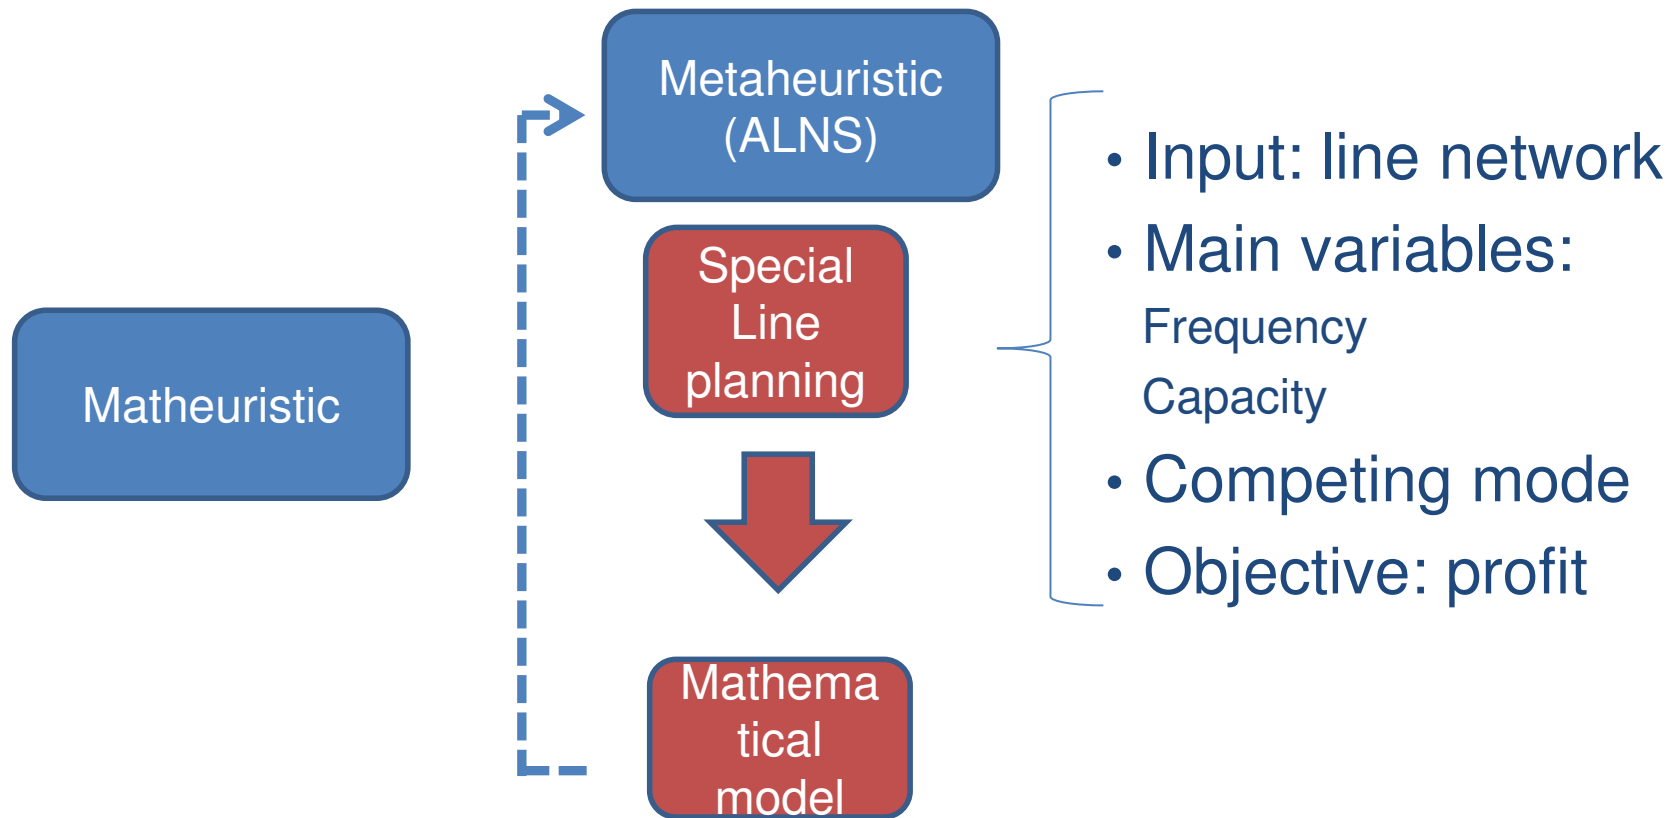 Metaheuristic
(ALNS)
Special
Line
planning
Matheuristic
Mathema
tical
model
• Input: line network
• Main variables:
Frequency
Capacity
• Competing mode
• Objective: profit